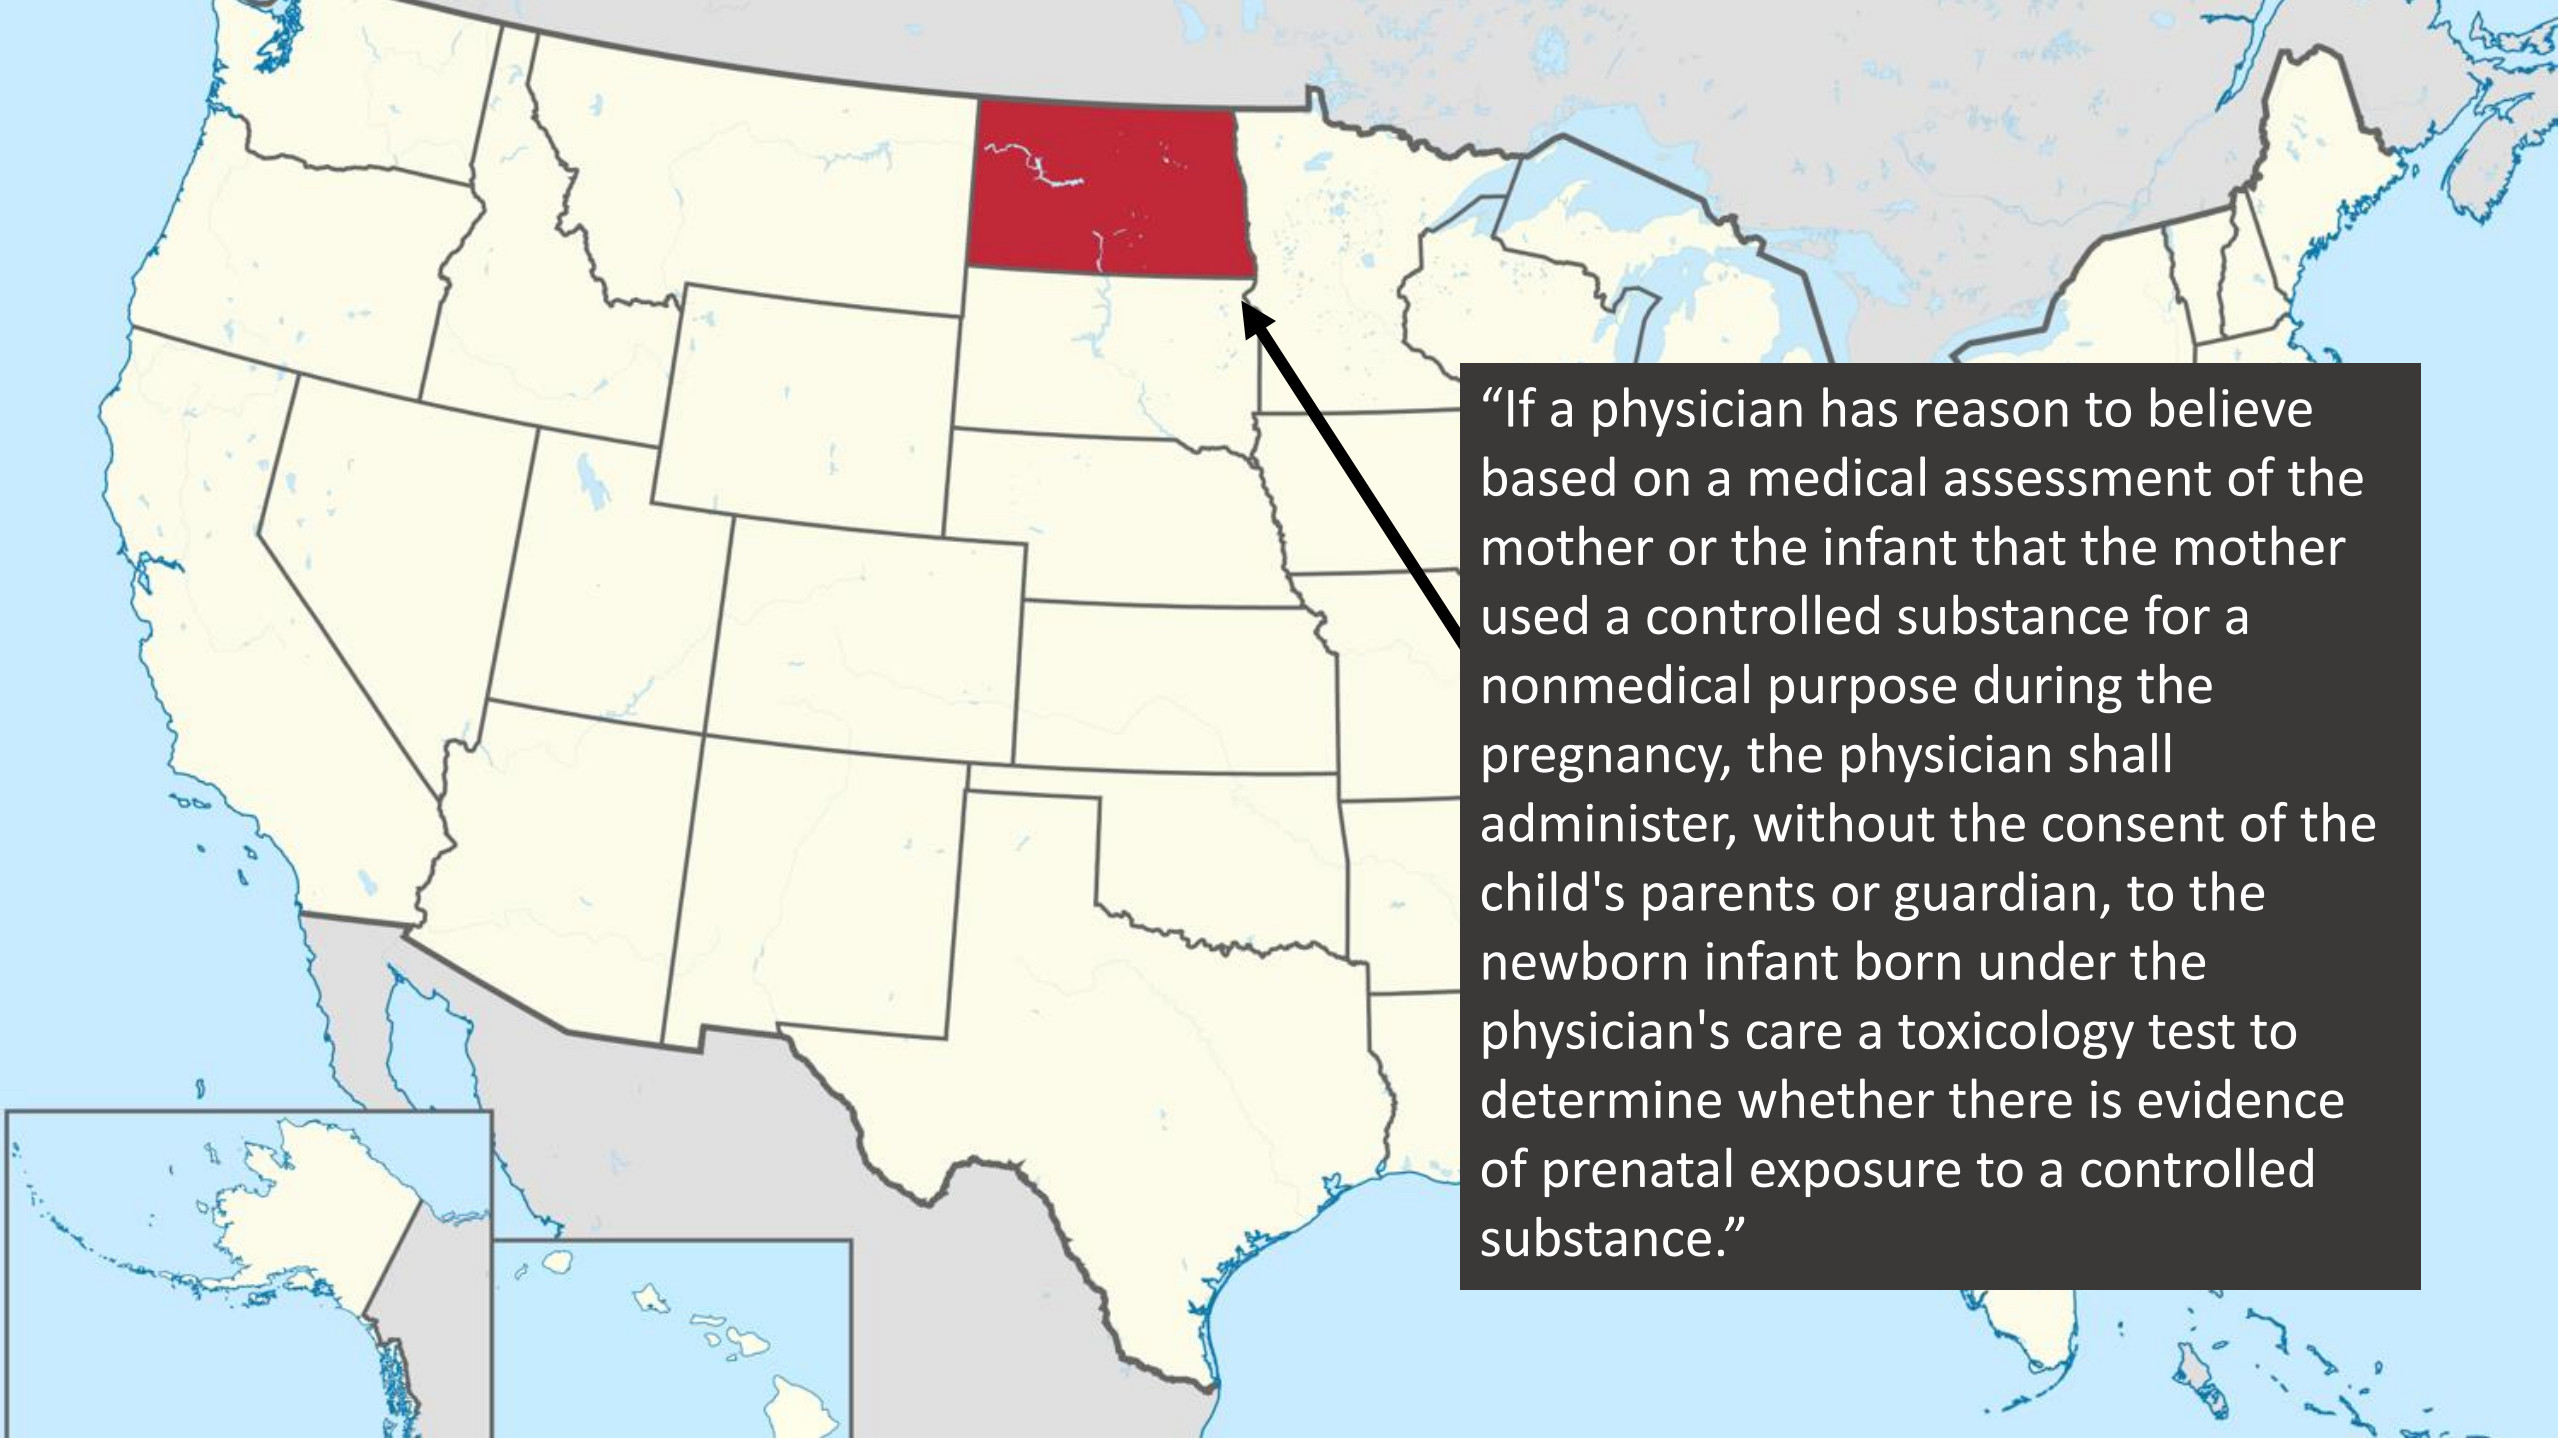 “If a physician has reason to believe
based on a medical assessment of the
mother or the infant that the mother
used a controlled substance for a
nonmedical purpose during the
pregnancy, the physician shall
administer, without the consent of the
child's parents or guardian, to the
newborn infant born under the
physician's care a toxicology test to
determine whether there is evidence
of prenatal exposure to a controlled
substance.”